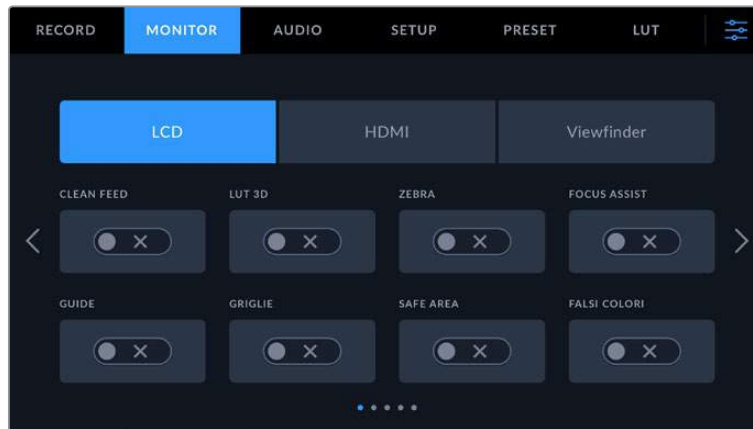 RECORD MONITOR AUDIO SETUP PRESET LUT
LCD HDMI Viewfinder
CLEAN FEED LUT 3D ZEBRA FOCUS ASSIST
GUIDE GRIGLIE SAFE AREA FALSI COLORI